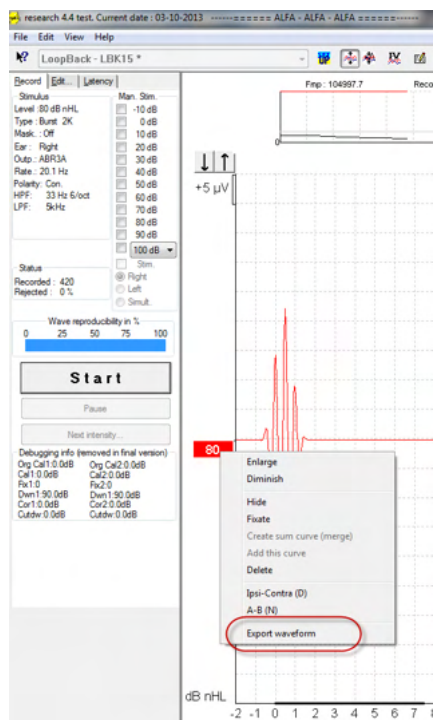 research 4.4 test. Current date : 03-10-2013 ------====== ALFA - ALFA - ALFA ======------
File Edit View Help
LoopBack - LBK15 *
Record Edit... Latency
Stimulus
Level :80 dB nHL
Type : Burst 2K
Mask. : Off
Ear : Right
Outp.: ABR3A
Rate : 20.1 Hz
Polarity: Con.
HPF: 33 Hz 6/oct
LPF: 5kHz
Man. Stim.
-10 dB
0 dB
10 dB
20 dB
30 dB
40 dB
50 dB
60 dB
70 dB
80 dB
90 dB
100 dB
Stim.
Right
Left
Simult.
Status
Recorded : 420
Rejected : 0 %
Wave reproducibility in %
0 25 50 75 100
Start
Pause
Next intensity...
Debugging info (removed in final version)
Org Cal1:0.0dB Org Cal2:0.0dB
Cal1:0.0dB Cal2:0.0dB
Fix1:0 Fix2:0
Dwn1:90.0dB Dwn1:90.0dB
Cor1:0.0dB Cor2:0.0dB
Cutdw:0.0dB Cutdw:0.0dB
Fmp : 104997.7 Reco
0
+5 µV
80
Enlarge
Diminish
Hide
Fixate
Create sum curve (merge)
Add this curve
Delete
Ipsi-Contra (D)
A-B (N)
Export waveform
dB nHL
-2 -1 0 1 2 3 4 5 6 7 8